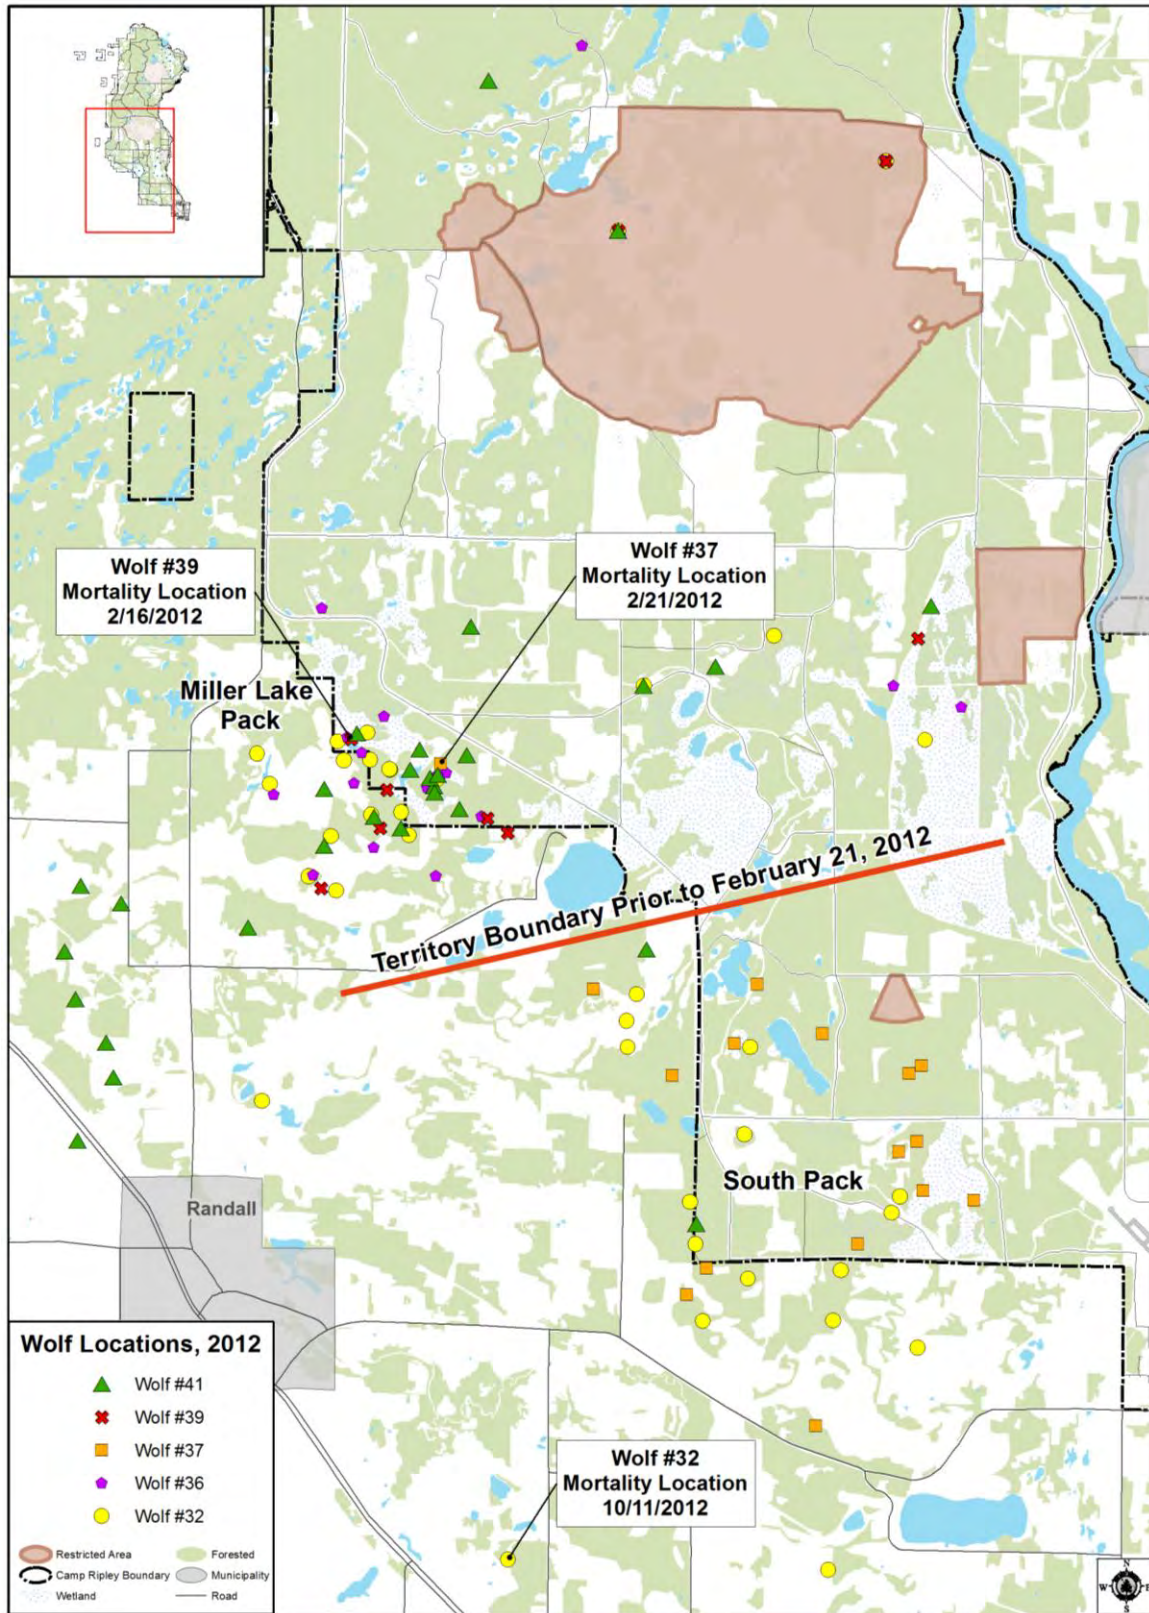 Wolf #39
Mortality Location
2/16/2012
Wolf #37
Mortality Location
2/21/2012
Miller Lake
Pack
Territory Boundary Prior to February 21, 2012
South Pack
Randall
Wolf Locations, 2012
Wolf #41
Wolf #39
Wolf #37
Wolf #36
Wolf #32
Restricted Area
Forested
Camp Ripley Boundary
Municipality
Wetland
Road
Wolf #32
Mortality Location
10/11/2012
N
W
E
S